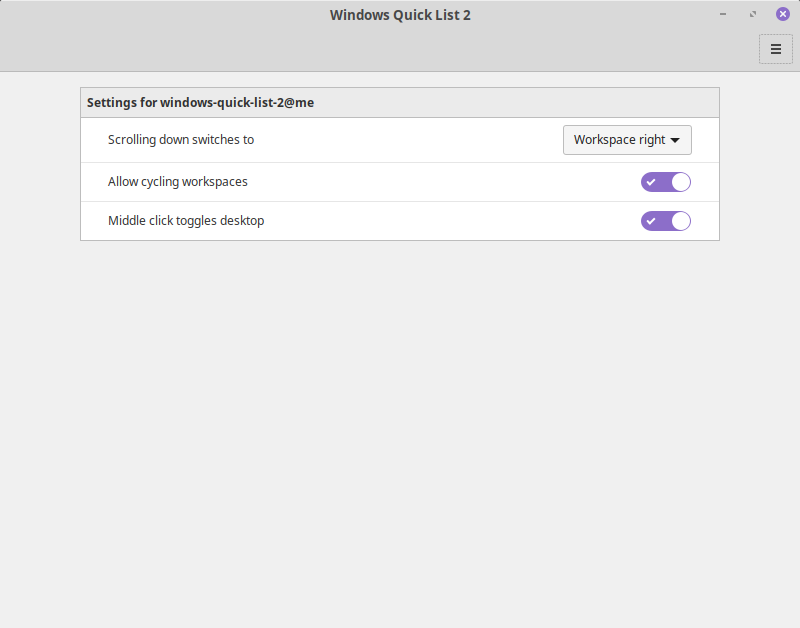 Windows Quick List 2
Settings for windows-quick-list-2@me
Scrolling down switches to
Workspace right
Allow cycling workspaces
Middle click toggles desktop